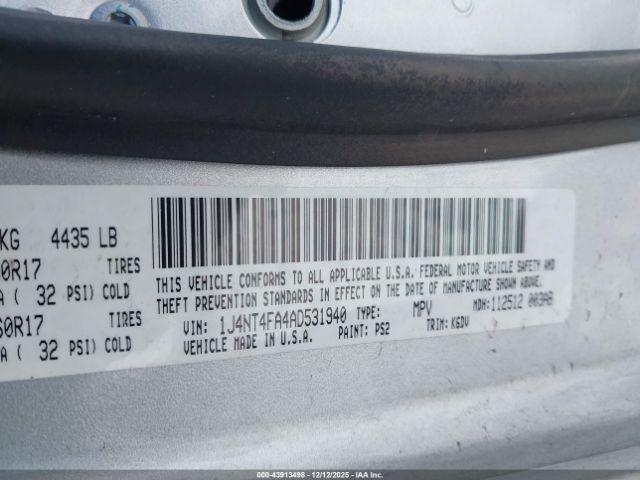 KG 4435 LB
0R17 TIRES
A ( 32 PSI) COLD
60R17 TIRES
A ( 32 PSI) COLD
THIS VEHICLE CONFORMS TO ALL APPLICABLE U.S.A. FEDERAL MOTOR VEHICLE SAFETY AND
THEFT PREVENTION STANDARDS IN EFFECT ON THE DATE OF MANUFACTURE SHOWN ABOVE.
VIN: 1J4NT4FA4AD531940 TYPE: MPV MDH: 112512 003AB
VEHICLE MADE IN U.S.A. PAINT: PS2 TRIM: K6DV
000-43913498 - 12/12/2025 - IAA Inc.